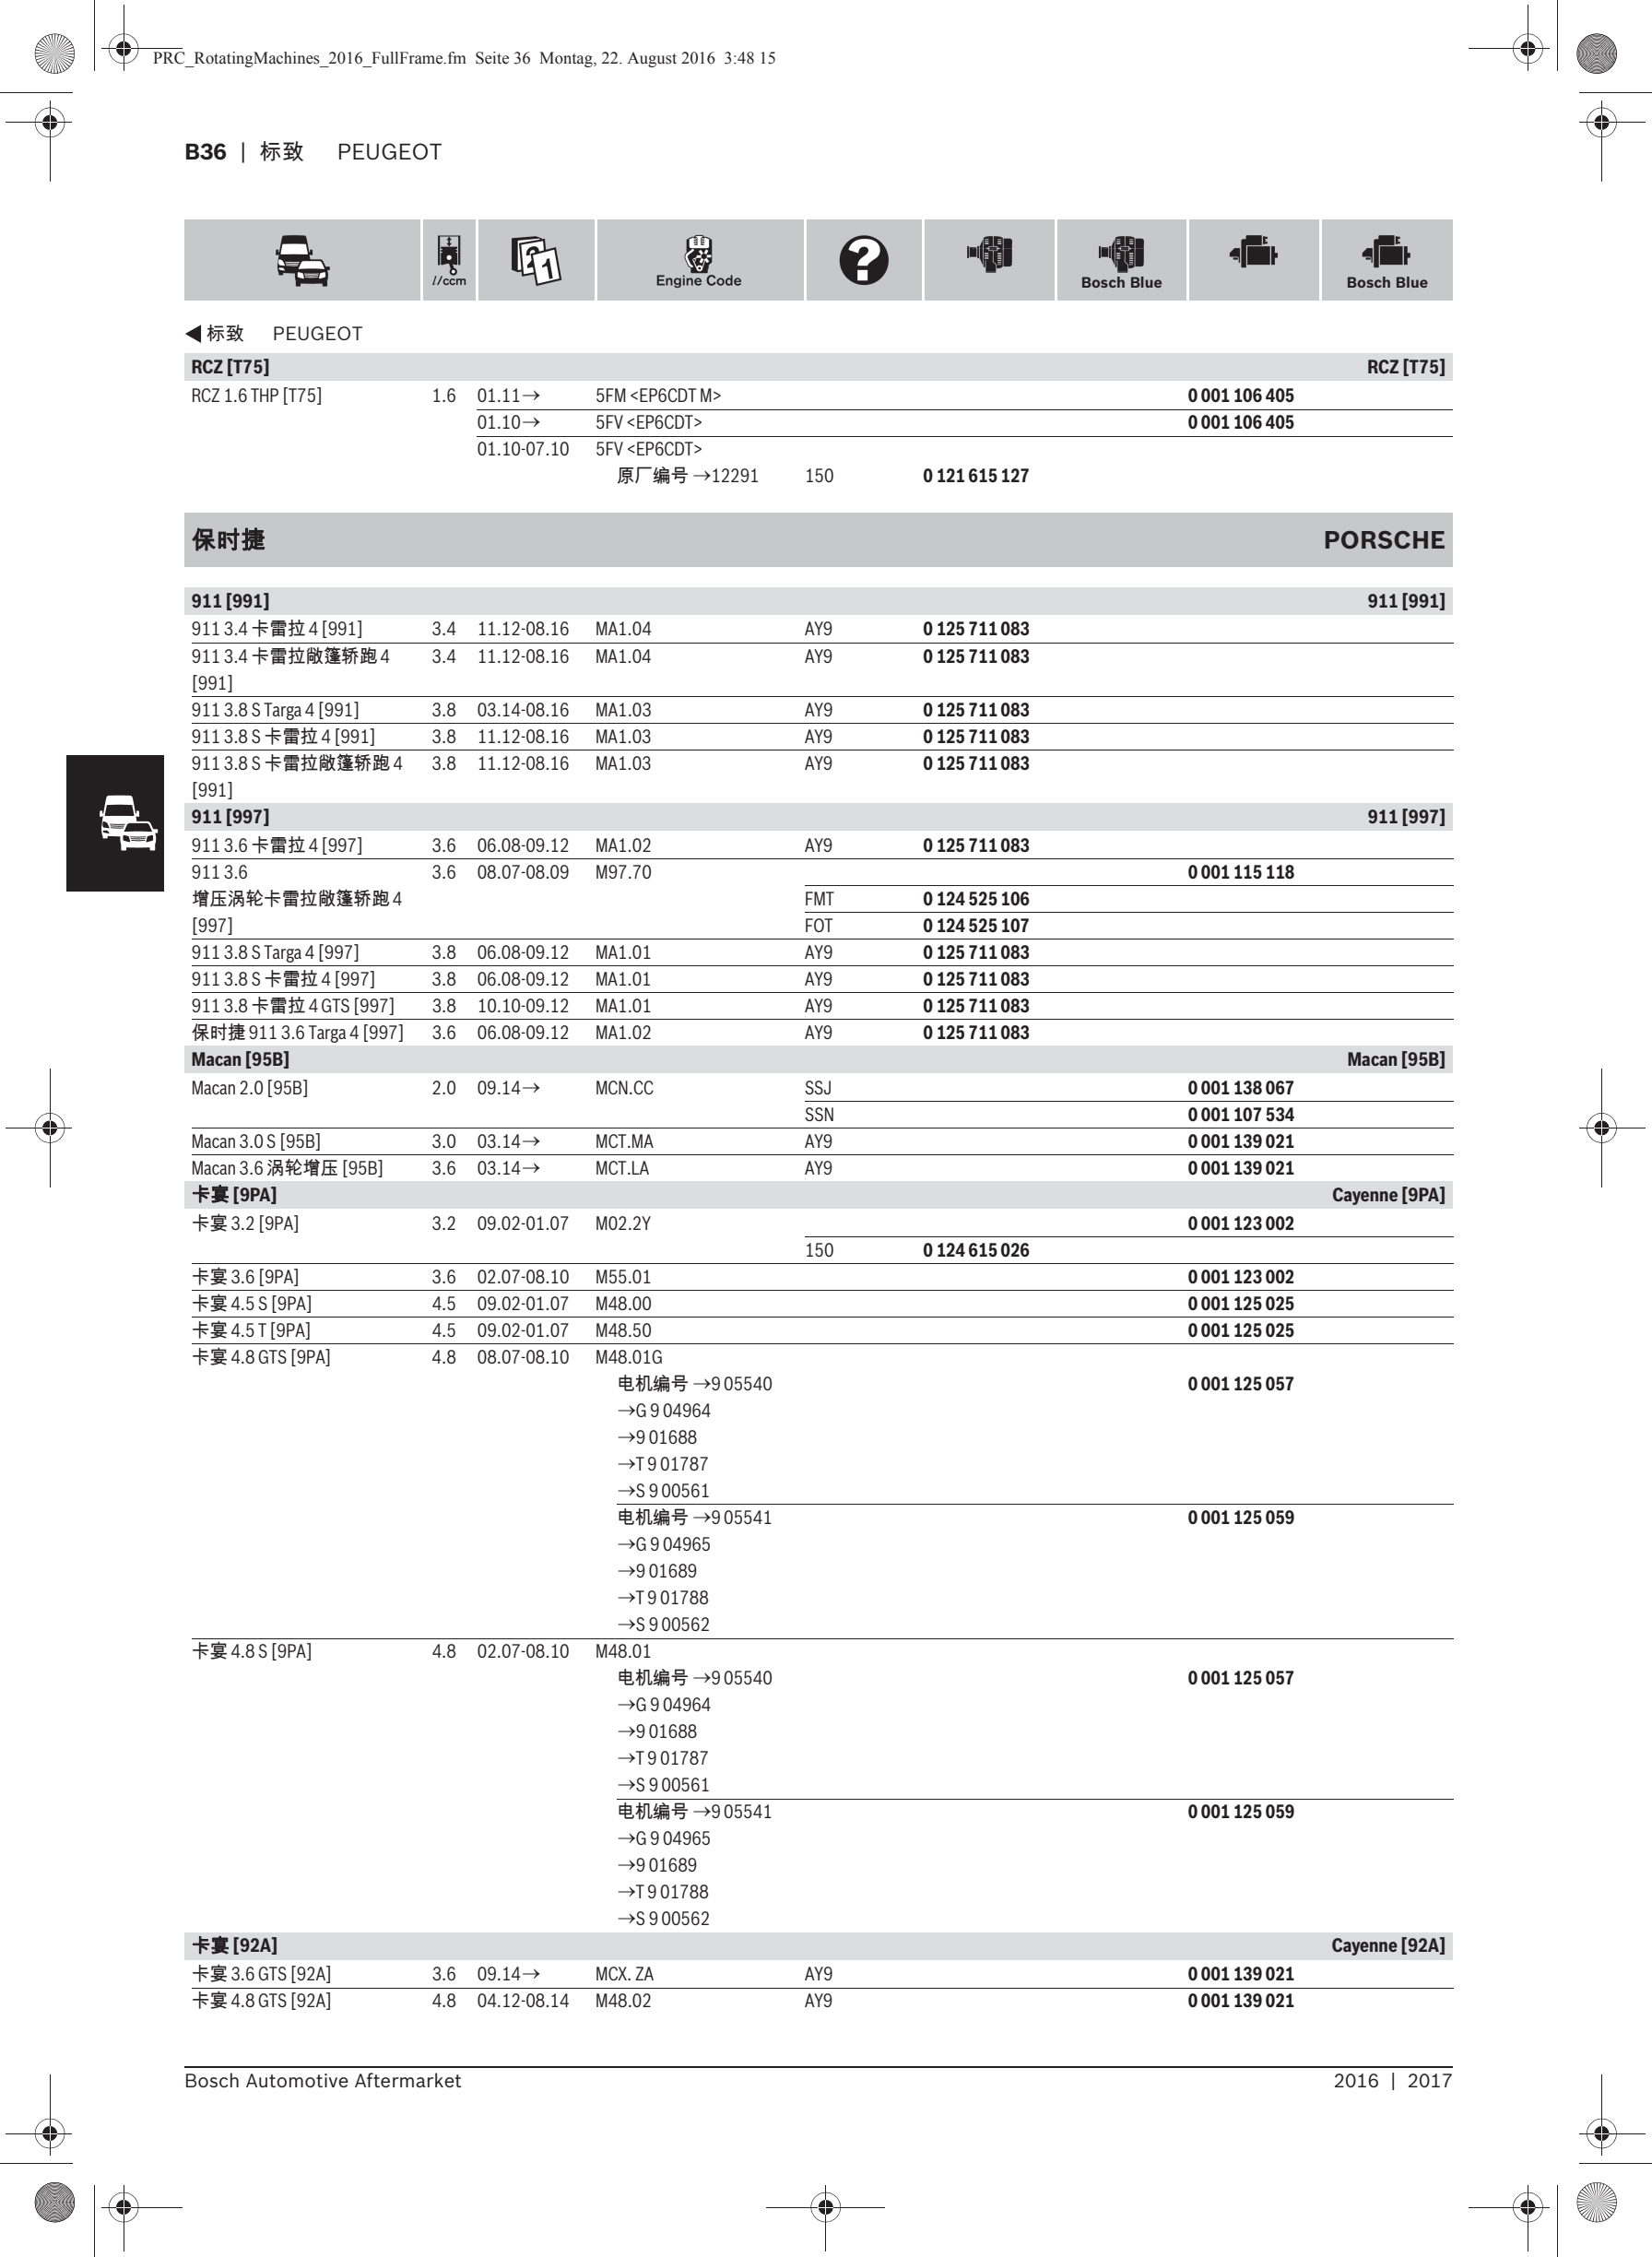 PRC_RotatingMachines_2016_FullFrame.fm Seite 36 Montag, 22. August 2016 3:48 15
B36 | 标致 PEUGEOT
l/ccm Engine Code Bosch Blue Bosch Blue
标致 PEUGEOT
RCZ [T75] RCZ [T75]
RCZ 1.6 THP [T75] 1.6 01.11→ 5FM <EP6CDT M> 0 001 106 405
01.10→ 5FV <EP6CDT> 0 001 106 405
01.10-07.10 5FV <EP6CDT>
原厂编号 →12291 150 0 121 615 127
保时捷 PORSCHE
911 [991] 911 [991]
911 3.4 卡雷拉 4 [991] 3.4 11.12-08.16 MA1.04 AY9 0 125 711 083
911 3.4 卡雷拉敞篷轿跑 4 3.4 11.12-08.16 MA1.04 AY9 0 125 711 083
[991]
911 3.8 S Targa 4 [991] 3.8 03.14-08.16 MA1.03 AY9 0 125 711 083
911 3.8 S 卡雷拉 4 [991] 3.8 11.12-08.16 MA1.03 AY9 0 125 711 083
911 3.8 S 卡雷拉敞篷轿跑 4 3.8 11.12-08.16 MA1.03 AY9 0 125 711 083
[991]
911 [997] 911 [997]
911 3.6 卡雷拉 4 [997] 3.6 06.08-09.12 MA1.02 AY9 0 125 711 083
911 3.6 3.6 08.07-08.09 M97.70 0 001 115 118
增压涡轮卡雷拉敞篷轿跑 4 FMT 0 124 525 106
[997] FOT 0 124 525 107
911 3.8 S Targa 4 [997] 3.8 06.08-09.12 MA1.01 AY9 0 125 711 083
911 3.8 S 卡雷拉 4 [997] 3.8 06.08-09.12 MA1.01 AY9 0 125 711 083
911 3.8 卡雷拉 4 GTS [997] 3.8 10.10-09.12 MA1.01 AY9 0 125 711 083
保时捷 911 3.6 Targa 4 [997] 3.6 06.08-09.12 MA1.02 AY9 0 125 711 083
Macan [95B] Macan [95B]
Macan 2.0 [95B] 2.0 09.14→ MCN.CC SSJ 0 001 138 067
SSN 0 001 107 534
Macan 3.0 S [95B] 3.0 03.14→ MCT.MA AY9 0 001 139 021
Macan 3.6 涡轮增压 [95B] 3.6 03.14→ MCT.LA AY9 0 001 139 021
卡宴 [9PA] Cayenne [9PA]
卡宴 3.2 [9PA] 3.2 09.02-01.07 M02.2Y 0 001 123 002
150 0 124 615 026
卡宴 3.6 [9PA] 3.6 02.07-08.10 M55.01 0 001 123 002
卡宴 4.5 S [9PA] 4.5 09.02-01.07 M48.00 0 001 125 025
卡宴 4.5 T [9PA] 4.5 09.02-01.07 M48.50 0 001 125 025
卡宴 4.8 GTS [9PA] 4.8 08.07-08.10 M48.01G
电机编号 →9 05540 0 001 125 057
→G 9 04964
→9 01688
→T 9 01787
→S 9 00561
电机编号 →9 05541 0 001 125 059
→G 9 04965
→9 01689
→T 9 01788
→S 9 00562
卡宴 4.8 S [9PA] 4.8 02.07-08.10 M48.01
电机编号 →9 05540 0 001 125 057
→G 9 04964
→9 01688
→T 9 01787
→S 9 00561
电机编号 →9 05541 0 001 125 059
→G 9 04965
→9 01689
→T 9 01788
→S 9 00562
卡宴 [92A] Cayenne [92A]
卡宴 3.6 GTS [92A] 3.6 09.14→ MCX. ZA AY9 0 001 139 021
卡宴 4.8 GTS [92A] 4.8 04.12-08.14 M48.02 AY9 0 001 139 021
Bosch Automotive Aftermarket 2016 | 2017